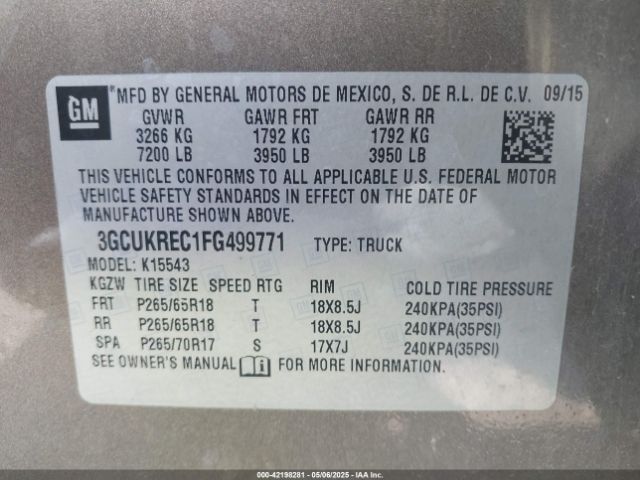 GM *MFD BY GENERAL MOTORS DE MEXICO, S. DE R.L. DE C.V. 09/15
GVWR GAWR FRT GAWR RR
3266 KG 1792 KG 1792 KG
7200 LB 3950 LB 3950 LB
THIS VEHICLE CONFORMS TO ALL APPLICABLE U.S. FEDERAL MOTOR
VEHICLE SAFETY STANDARDS IN EFFECT ON THE DATE OF
MANUFACTURE SHOWN ABOVE.
3GCUKREC1FG499771 TYPE: TRUCK
MODEL: K15543
KGZW TIRE SIZE SPEED RTG RIM COLD TIRE PRESSURE
FRT P265/65R18 T 18X8.5J 240KPA(35PSI)
RR P265/65R18 T 18X8.5J 240KPA(35PSI)
SPA P265/70R17 S 17X7J 240KPA(35PSI)
SEE OWNER'S MANUAL FOR MORE INFORMATION.
000-42198281 - 05/06/2025 - IAAI.COM